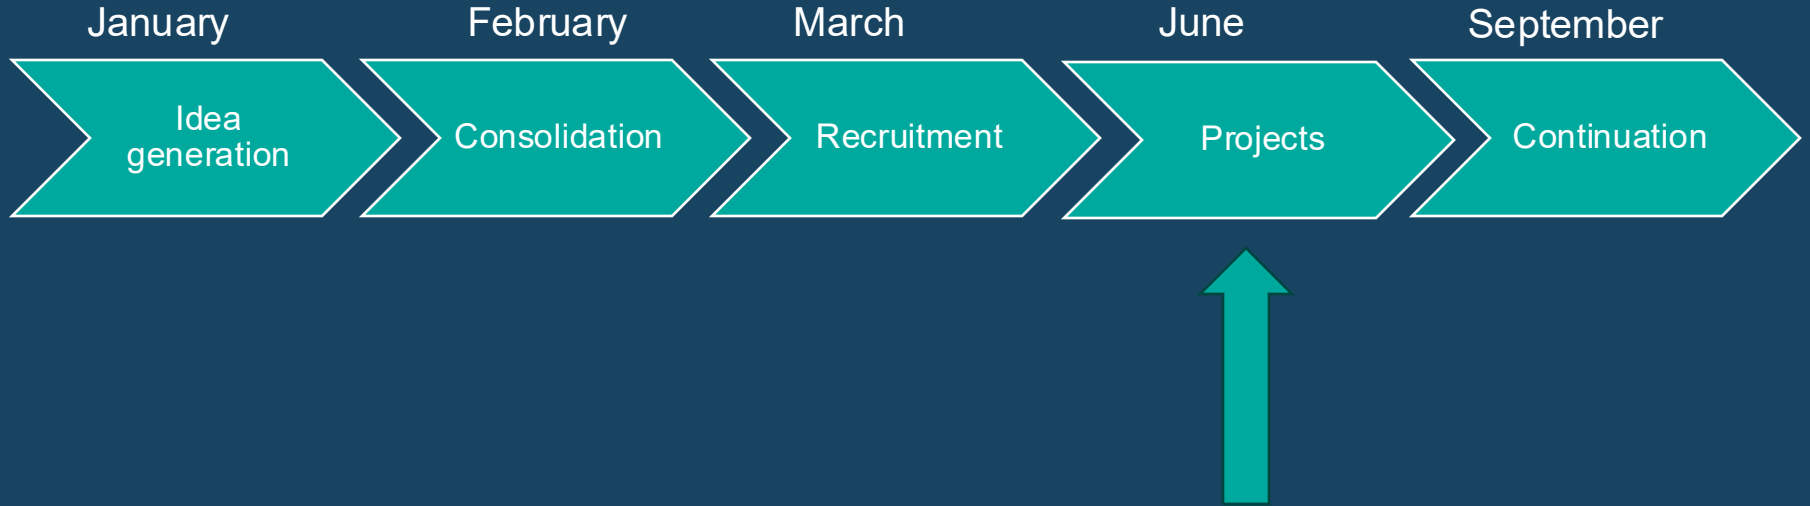 January
February
March
June
September
Idea
generation
Consolidation
Recruitment
Projects
Continuation